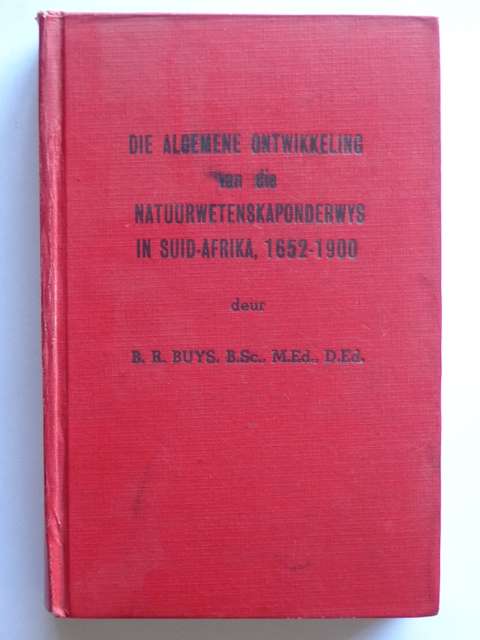 DIE ALGEMENE ONTWIKKELING
van die
NATUURWETENSKAPONDERWYS
IN SUID-AFRIKA, 1652-1900
deur
B. R. BUYS, B.Sc., M.Ed., D.Ed.